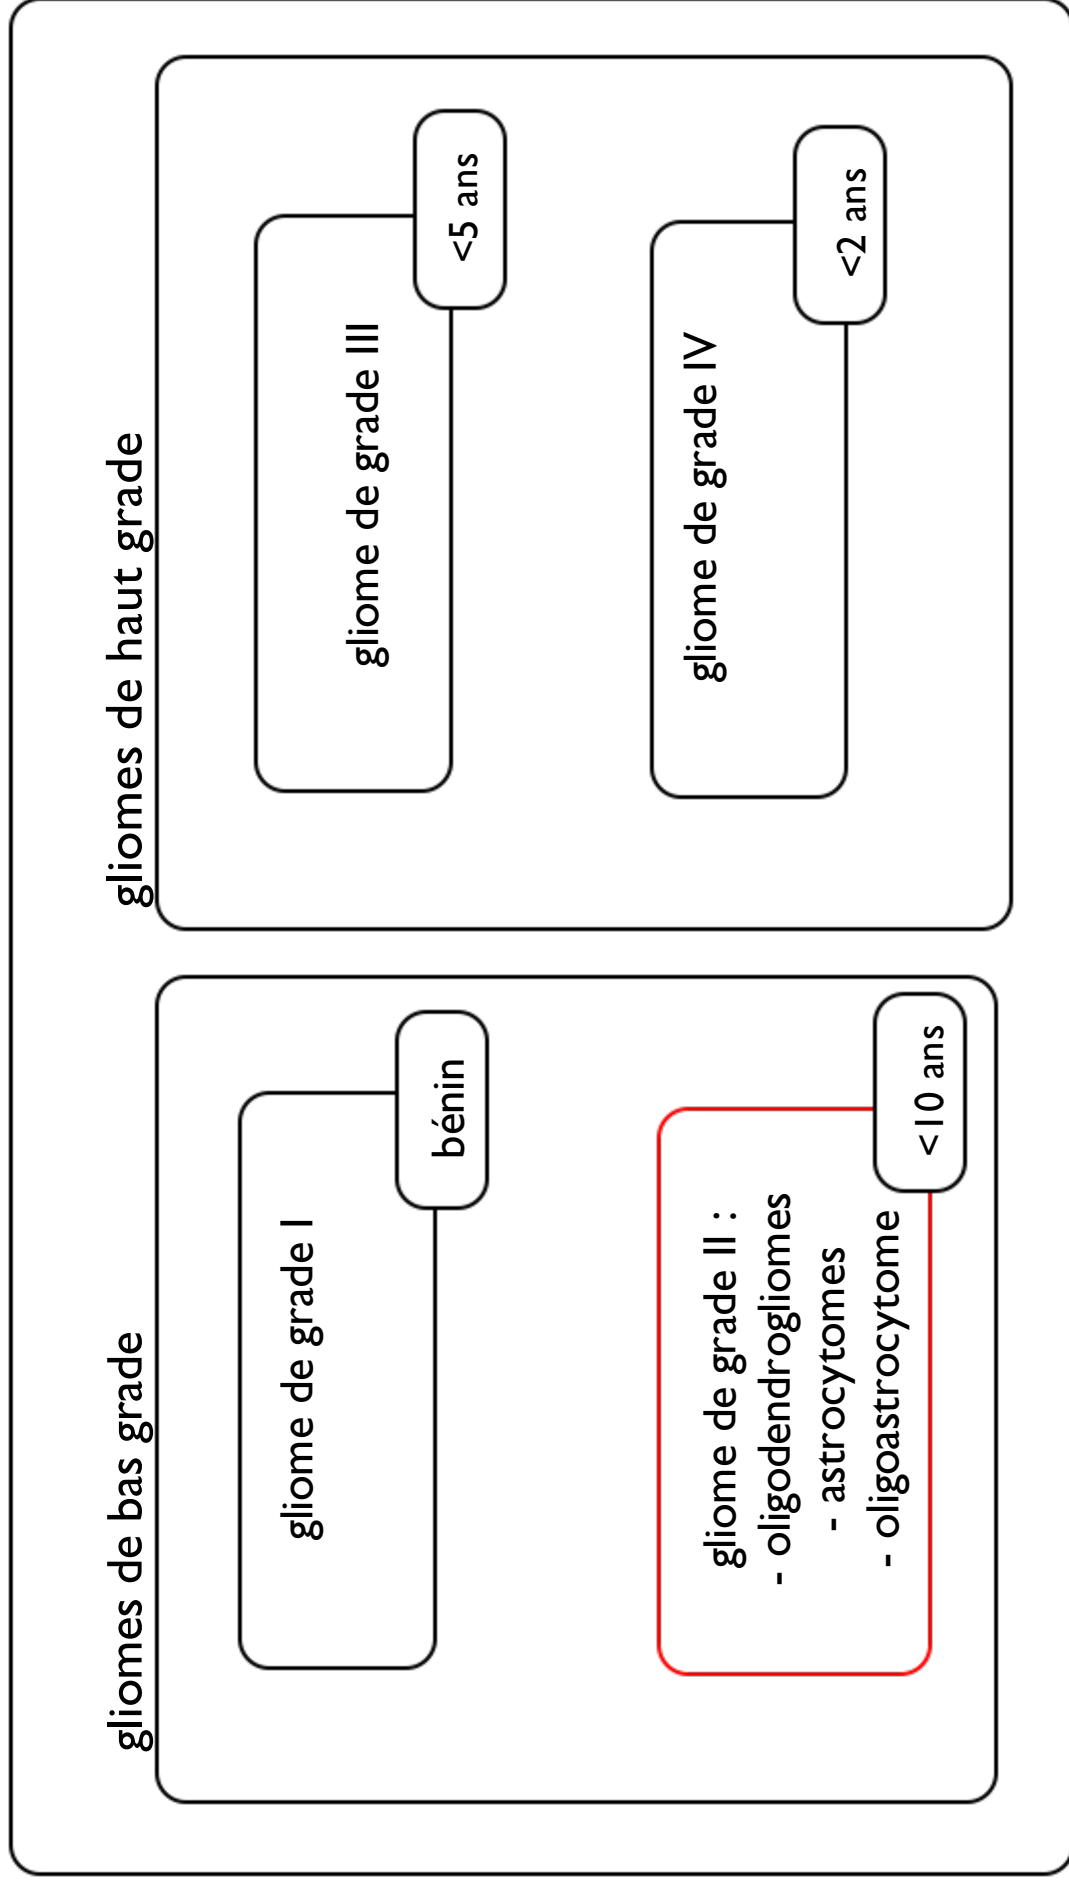 gliomes de bas grade
gliome de grade I
bénin
gliome de grade II :
- oligodendrogliomes
- astrocytomes
- oligoastrocytome
<10 ans
gliomes de haut grade
gliome de grade III
<5 ans
gliome de grade IV
<2 ans